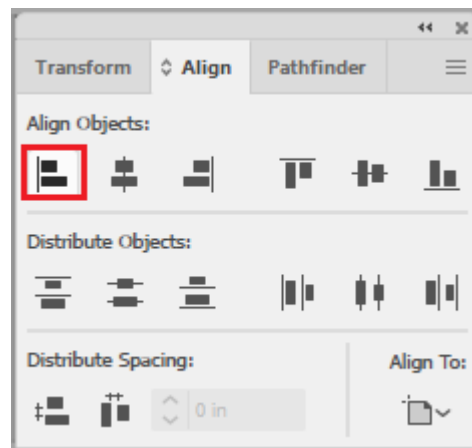 Transform Align Pathfinder
Align Objects:
Distribute Objects:
Distribute Spacing: Align To:
0 in